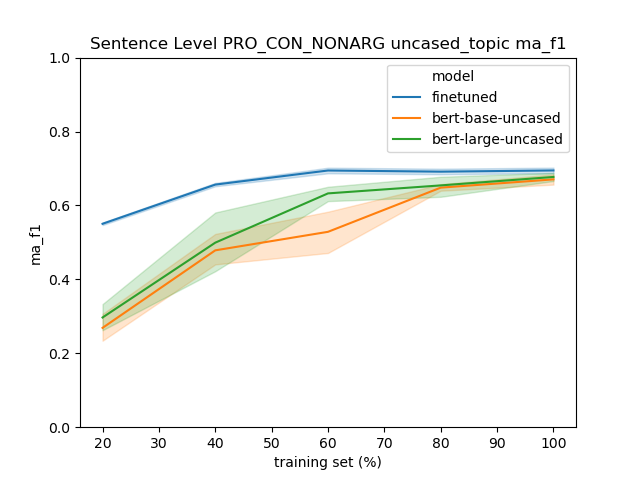 Sentence Level PRO_CON_NONARG uncased_topic ma_f1
model
finetuned
bert-base-uncased
bert-large-uncased
ma_f1
1.0
0.8
0.6
0.4
0.2
0.0
20 30 40 50 60 70 80 90 100
training set (%)